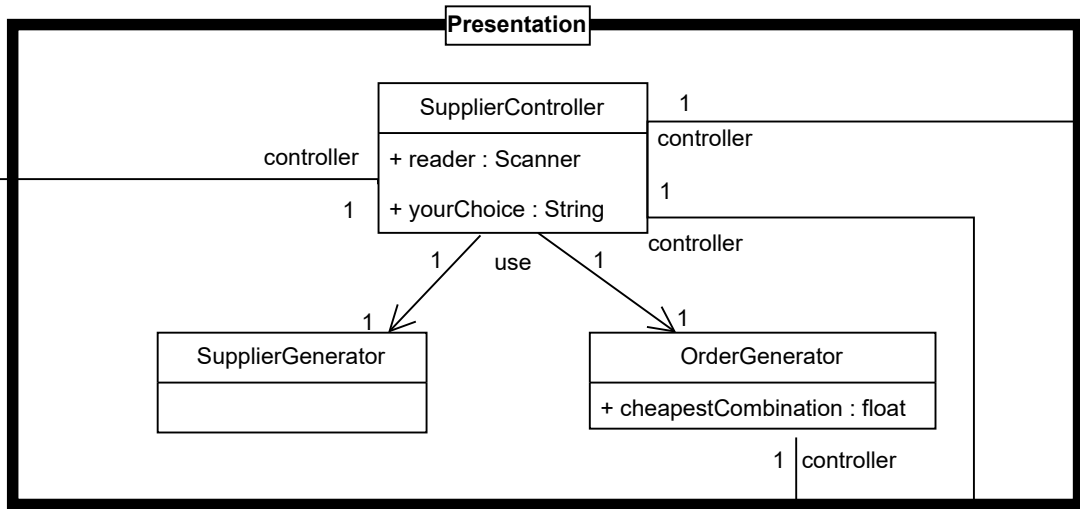 Presentation
SupplierController
1
controller
controller
+ reader : Scanner
1
1
+ yourChoice : String
controller
1
use
1
1
1
SupplierGenerator
OrderGenerator
+ cheapestCombination : float
1
controller